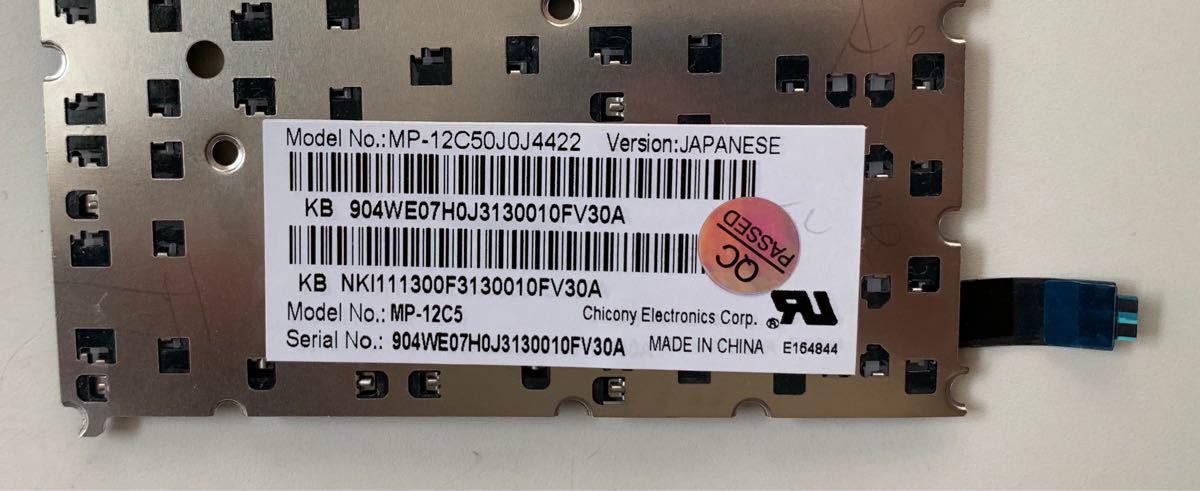 Model No.:MP-12C50J0J4422 Version:JAPANESE
KB 904WE07H0J3130010FV30A
KB NKI111300F3130010FV30A
QC
PASSED
Model No.: MP-12C5 Chicony Electronics Corp. ®
Serial No.: 904WE07H0J3130010FV30A MADE IN CHINA E164844